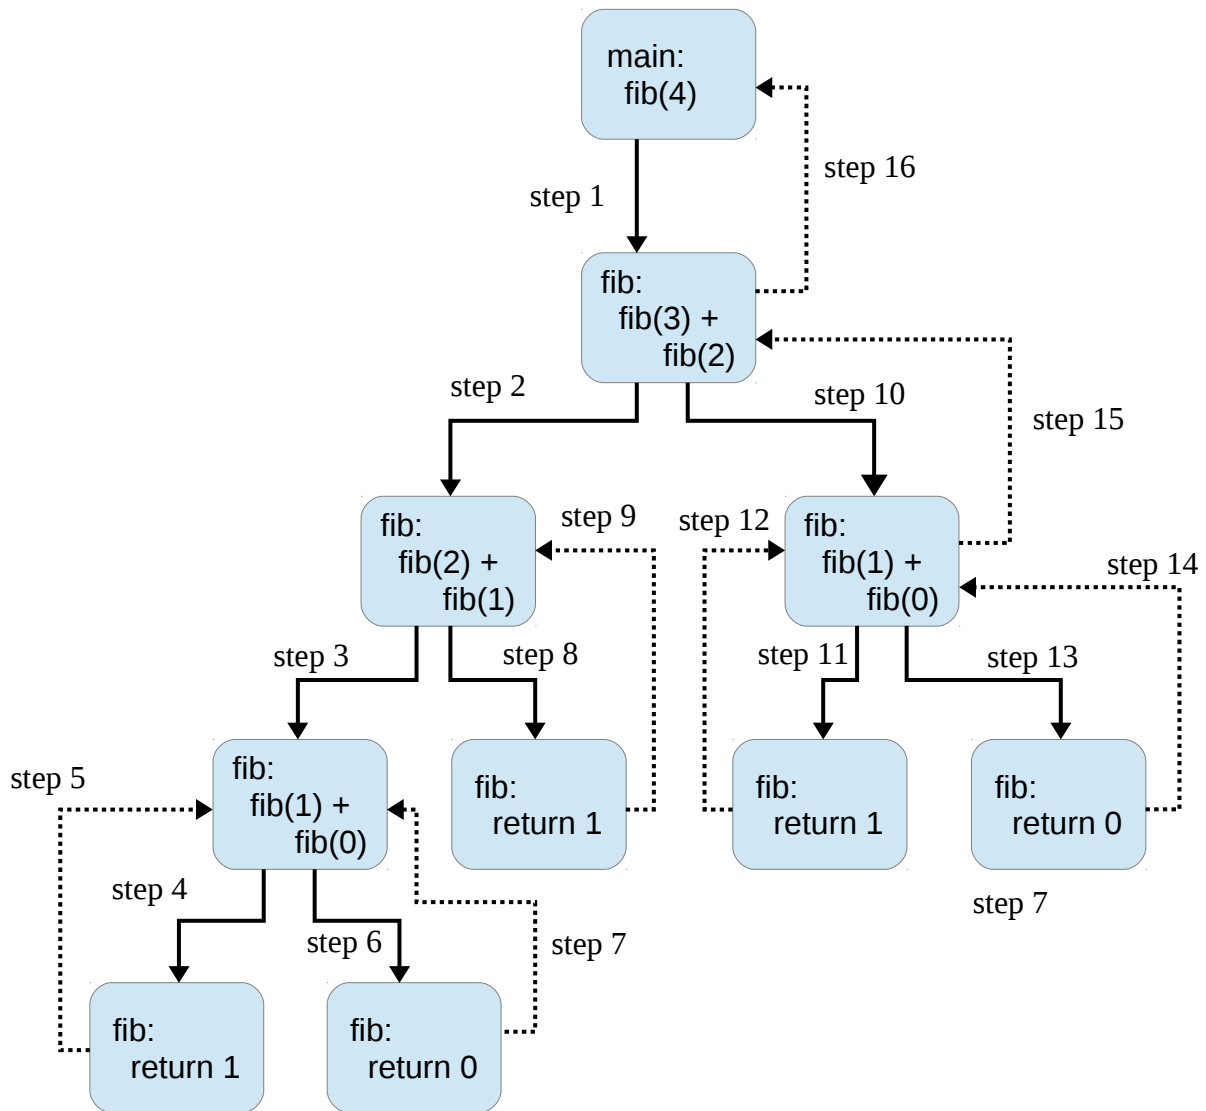 main:
fib(4)
step 16
step 1
fib:
fib(3) +
fib(2)
step 2
step 10
step 15
fib:
fib(2) +
fib(1)
step 9
step 12
fib:
fib(1) +
fib(0)
step 14
step 3
step 8
step 11
step 13
step 5
fib:
fib(1) +
fib(0)
fib:
return 1
fib:
return 1
fib:
return 0
step 4
step 6
step 7
step 7
fib:
return 1
fib:
return 0